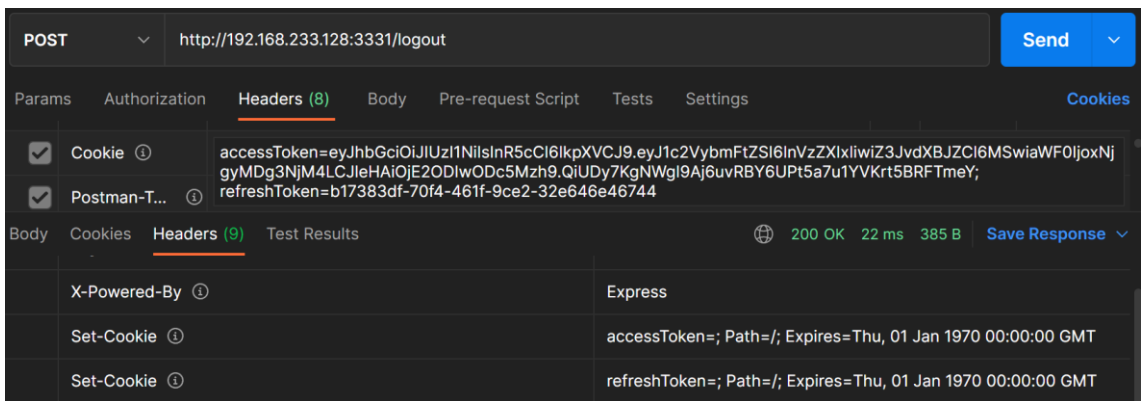 POST http://192.168.233.128:3331/logout Send
Params Authorization Headers (8) Body Pre-request Script Tests Settings Cookies
Cookie accessToken=eyJhbGciOiJIUzI1NiIsInR5cCI6IkpXVCJ9.eyJ1c2VybmFtZSI6InVzZXIxIiwiZ3JvdXBJZCI6MSwiaWF0IjoxNj
gyMDg3NjM4LCJleHAiOjE2ODIwODc5Mzh9.QiUDy7KgNWgI9Aj6uvRBY6UPt5a7u1YVKrt5BRFTmeY;
Postman-T... refreshToken=b17383df-70f4-461f-9ce2-32e646e46744
Body Cookies Headers (9) Test Results 200 OK 22 ms 385 B Save Response
X-Powered-By Express
Set-Cookie accessToken=; Path=/; Expires=Thu, 01 Jan 1970 00:00:00 GMT
Set-Cookie refreshToken=; Path=/; Expires=Thu, 01 Jan 1970 00:00:00 GMT